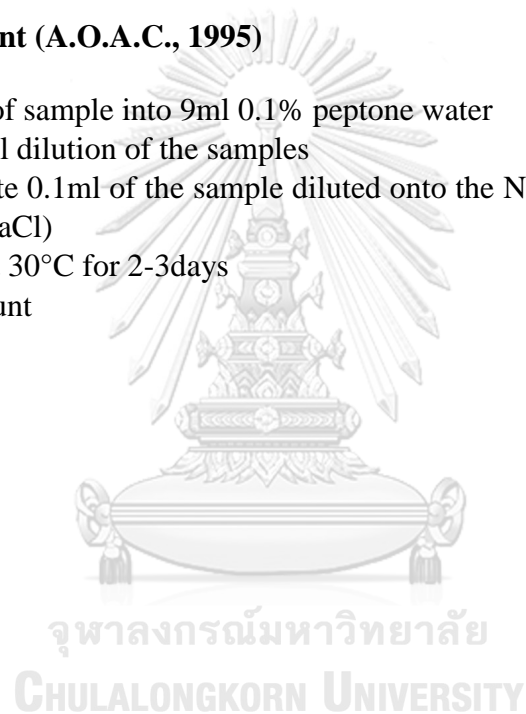 nt (A.O.A.C., 1995)
of sample into 9ml 0.1% peptone water
l dilution of the samples
te 0.1ml of the sample diluted onto the N
aCl)
30°C for 2-3days
unt
จุฬาลงกรณ์มหาวิทยาลัย
CHULALONGKORN UNIVERSITY